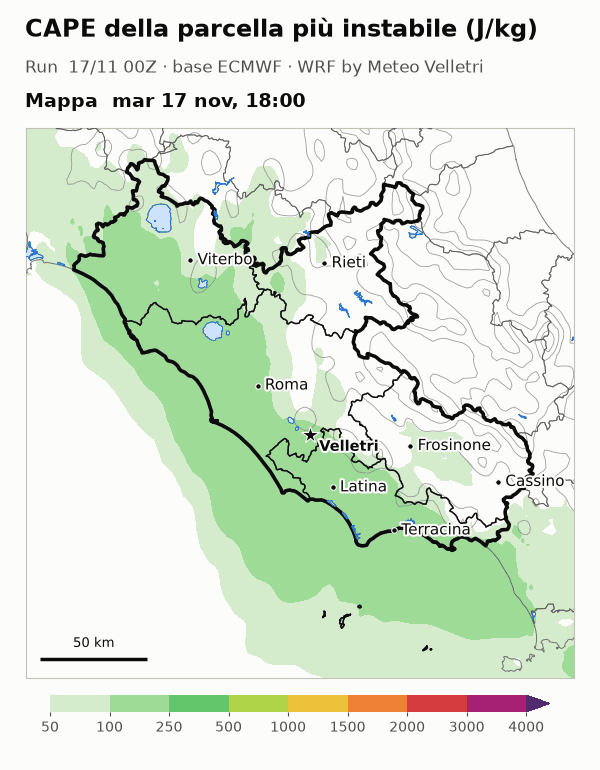 CAPE della parcella più instabile (J/kg)
Run  17/11 00Z · base ECMWF · WRF by Meteo Velletri
Mappa  mar 17 nov, 18:00
Viterbo
Rieti
Roma
Velletri
Frosinone
Cassino
Latina
Terracina
50 km
50 100 250 500 1000 1500 2000 3000 4000